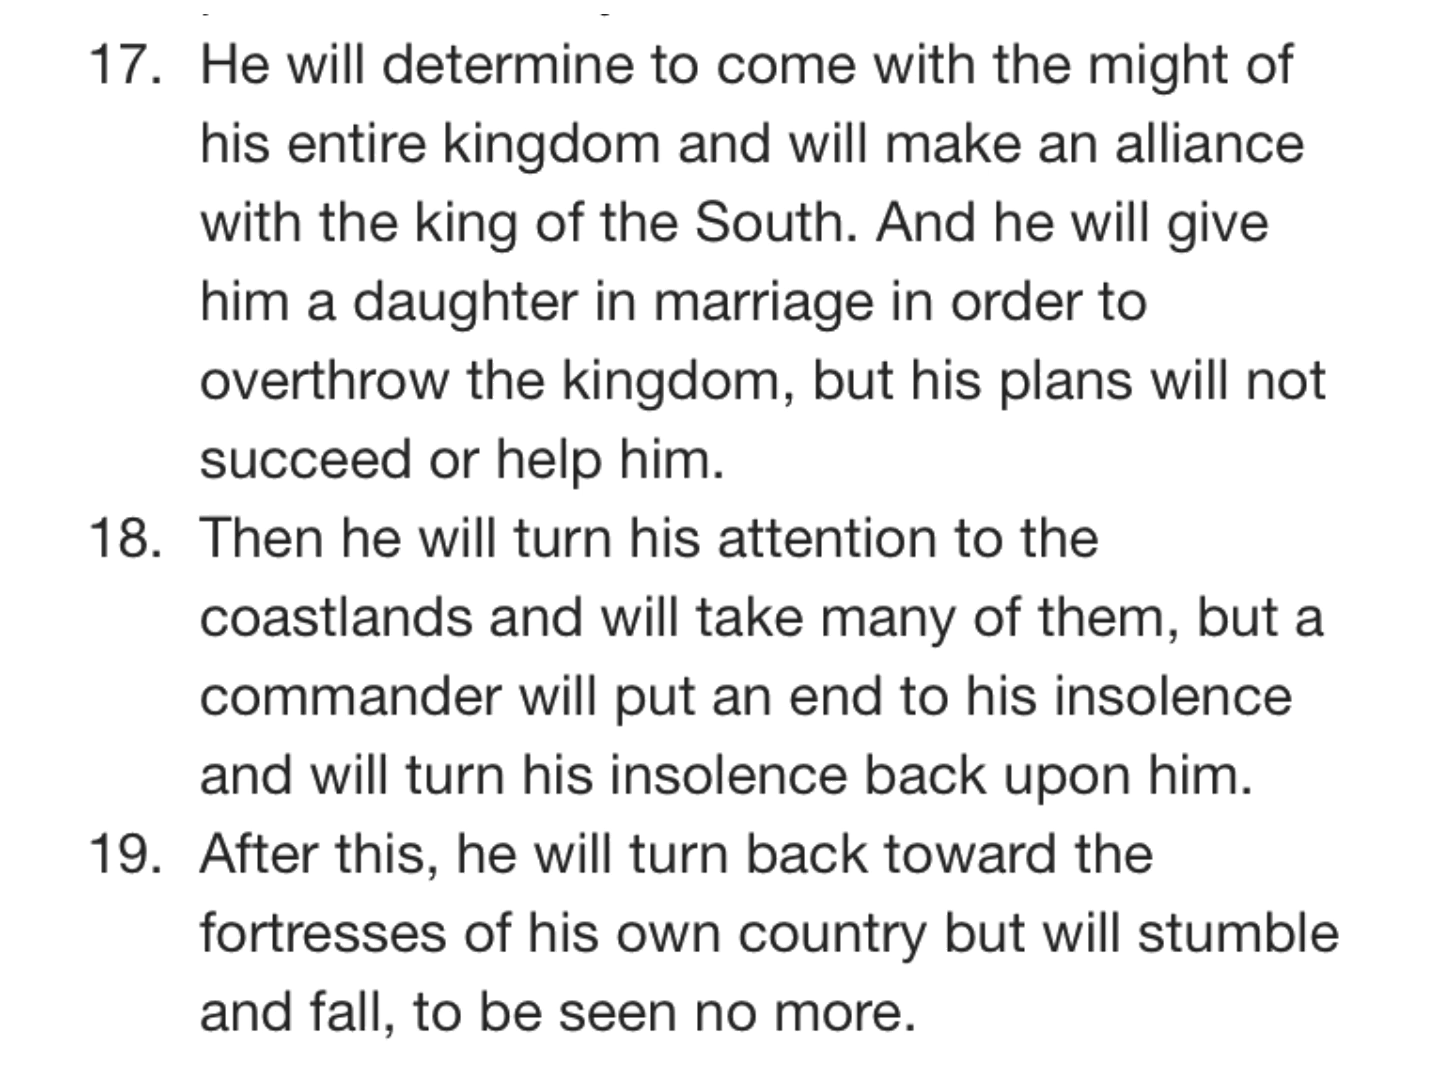 17. He will determine to come with the might of
his entire kingdom and will make an alliance
with the king of the South. And he will give
him a daughter in marriage in order to
overthrow the kingdom, but his plans will not
succeed or help him.
18. Then he will turn his attention to the
coastlands and will take many of them, but a
commander will put an end to his insolence
and will turn his insolence back upon him.
19. After this, he will turn back toward the
fortresses of his own country but will stumble
and fall, to be seen no more.